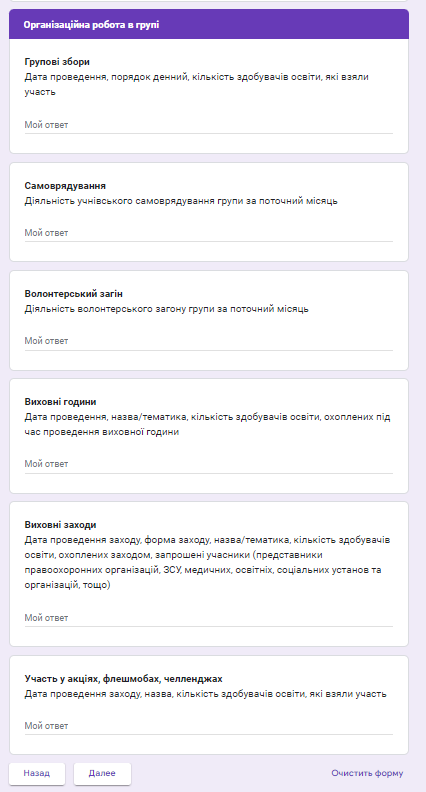 Організаційна робота в групі
Групові збори
Дата проведення, порядок денний, кількість здобувачів освіти, які взяли
участь
Мой ответ
Самоврядування
Діяльність учнівського самоврядування групи за поточний місяць
Мой ответ
Волонтерський загін
Діяльність волонтерського загону групи за поточний місяць
Мой ответ
Виховні години
Дата проведення, назва/тематика, кількість здобувачів освіти, охоплених під
час проведення виховної години
Мой ответ
Виховні заходи
Дата проведення заходу, форма заходу, назва/тематика, кількість здобувачів
освіти, охоплених заходом, запрошені учасники (представники
правоохоронних організацій, ЗСУ, медичних, освітніх, соціальних установ та
організацій, тощо)
Мой ответ
Участь у акціях, флешмобах, челленджах
Дата проведення заходу, назва, кількість здобувачів освіти, які взяли участь
Мой ответ
Назад Далее Очистить форму